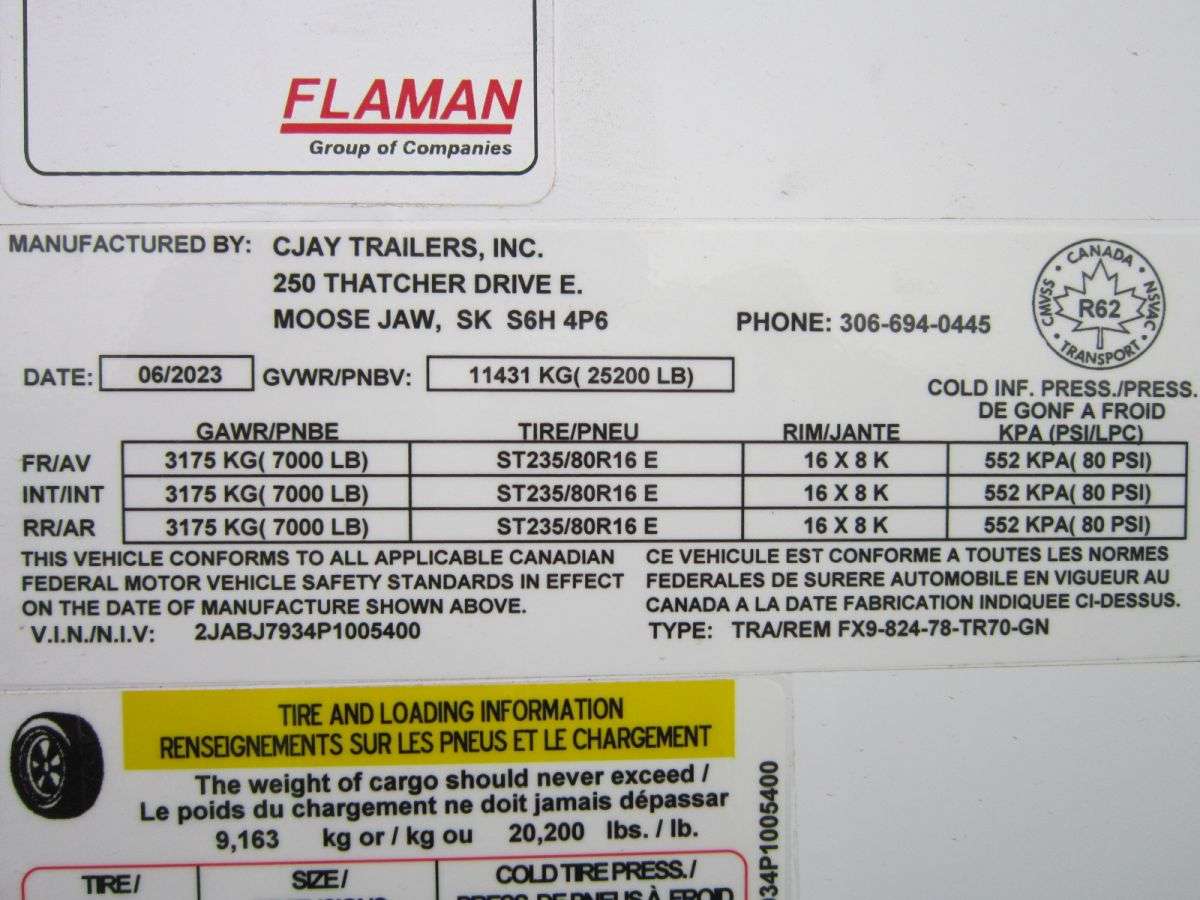 FLAMAN
Group of Companies
MANUFACTURED BY: CJAY TRAILERS, INC.
250 THATCHER DRIVE E.
MOOSE JAW, SK S6H 4P6
PHONE: 306-694-0445
CANADA
CMVSS R62 NSVAC
TRANSPORT
DATE: 06/2023 GVWR/PNBV: 11431 KG( 25200 LB)
COLD INF. PRESS./PRESS.
DE GONF A FROID
GAWR/PNBE TIRE/PNEU RIM/JANTE KPA (PSI/LPC)
FR/AV 3175 KG( 7000 LB) ST235/80R16 E 16 X 8 K 552 KPA( 80 PSI)
INT/INT 3175 KG( 7000 LB) ST235/80R16 E 16 X 8 K 552 KPA( 80 PSI)
RR/AR 3175 KG( 7000 LB) ST235/80R16 E 16 X 8 K 552 KPA( 80 PSI)
THIS VEHICLE CONFORMS TO ALL APPLICABLE CANADIAN
FEDERAL MOTOR VEHICLE SAFETY STANDARDS IN EFFECT
ON THE DATE OF MANUFACTURE SHOWN ABOVE.
CE VEHICULE EST CONFORME A TOUTES LES NORMES
FEDERALES DE SURERE AUTOMOBILE EN VIGUEUR AU
CANADA A LA DATE FABRICATION INDIQUEE CI-DESSUS.
V.I.N./N.I.V: 2JABJ7934P1005400
TYPE: TRA/REM FX9-824-78-TR70-GN
TIRE AND LOADING INFORMATION
RENSEIGNEMENTS SUR LES PNEUS ET LE CHARGEMENT
The weight of cargo should never exceed /
Le poids du chargement ne doit jamais dépassar
9,163 kg or / kg ou 20,200 lbs. / lb.
TIRE / SIZE / COLD TIRE PRESS. /
PRESS. DE PNEUS À FROID
34P1005400